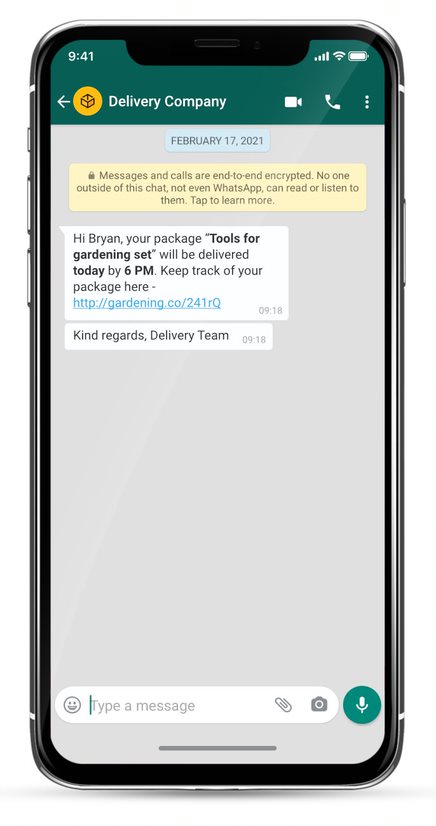 9:41
Delivery Company
FEBRUARY 17, 2021
Messages and calls are end-to-end encrypted. No one
outside of this chat, not even WhatsApp, can read or listen to
them. Tap to learn more.
Hi Bryan, your package “Tools for
gardening set” will be delivered
today by 6 PM. Keep track of your
package here -
http://gardening.co/241rQ
09:18
Kind regards, Delivery Team 09:18
Type a message